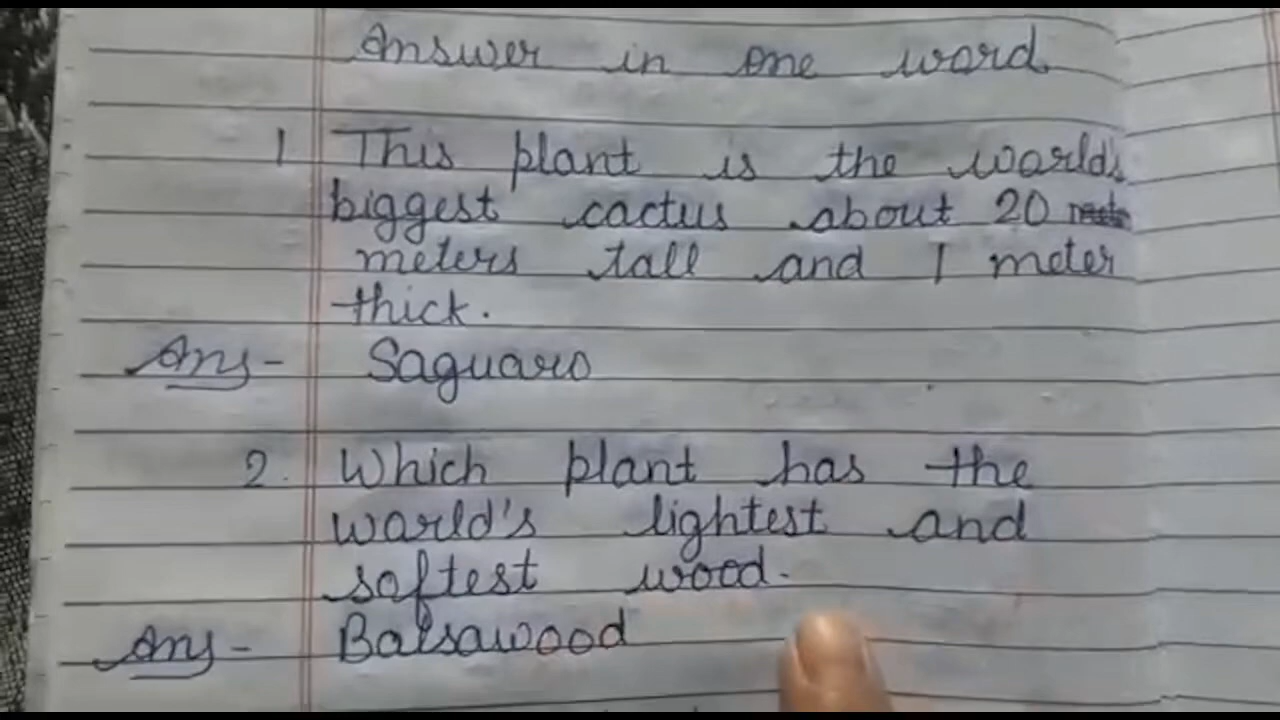 Answer in one word
1 This plant is the world's
biggest cactus about 20
meters tall and 1 meter
thick.
Ans- Saguaro
2. Which plant has the
world's lightest and
softest wood.
Ans- Balsawood